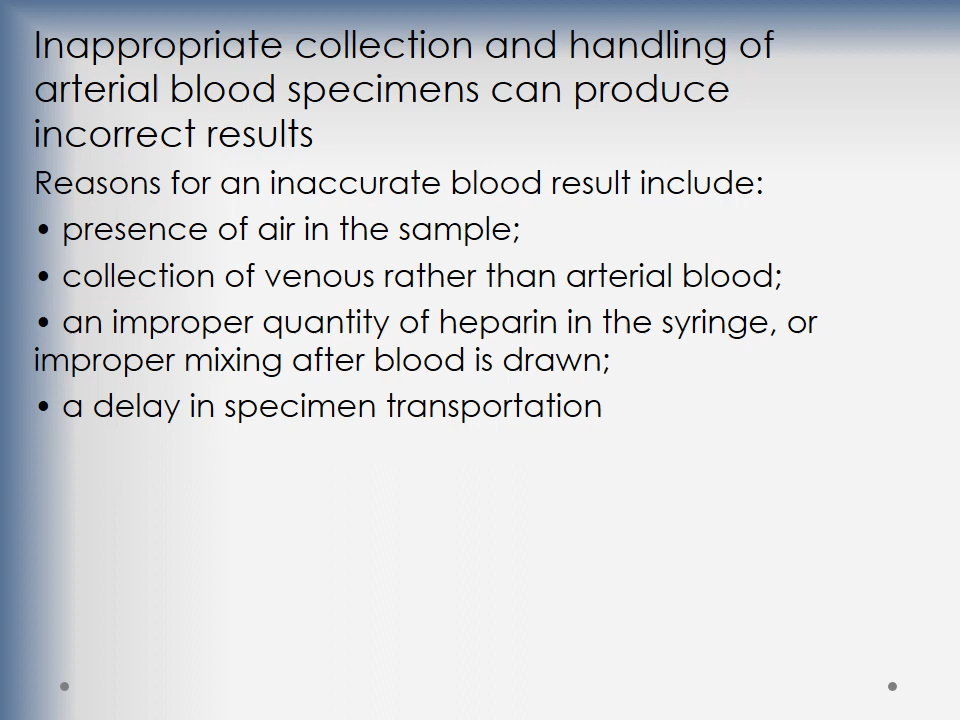 Inappropriate collection and handling of
arterial blood specimens can produce
incorrect results
Reasons for an inaccurate blood result include:
• presence of air in the sample;
• collection of venous rather than arterial blood;
• an improper quantity of heparin in the syringe, or
improper mixing after blood is drawn;
• a delay in specimen transportation